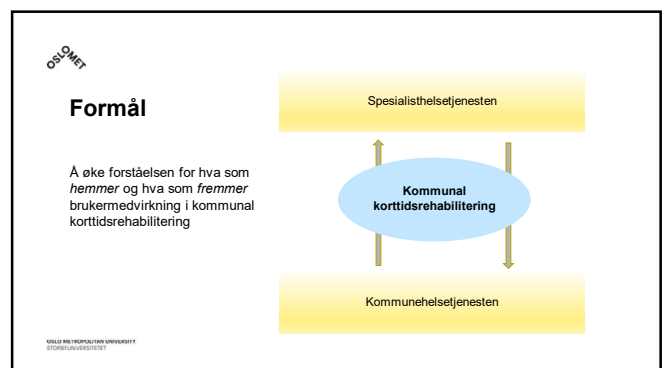 OSLOMET
Formål
Å øke forståelsen for hva som
hemmer og hva som fremmer
brukermedvirkning i kommunal
korttidsrehabilitering
Spesialisthelsetjenesten
Kommunal
korttidsrehabilitering
Kommunehelsetjenesten
OSLO METROPOLITAN UNIVERSITY
STORBYUNIVERSITETET